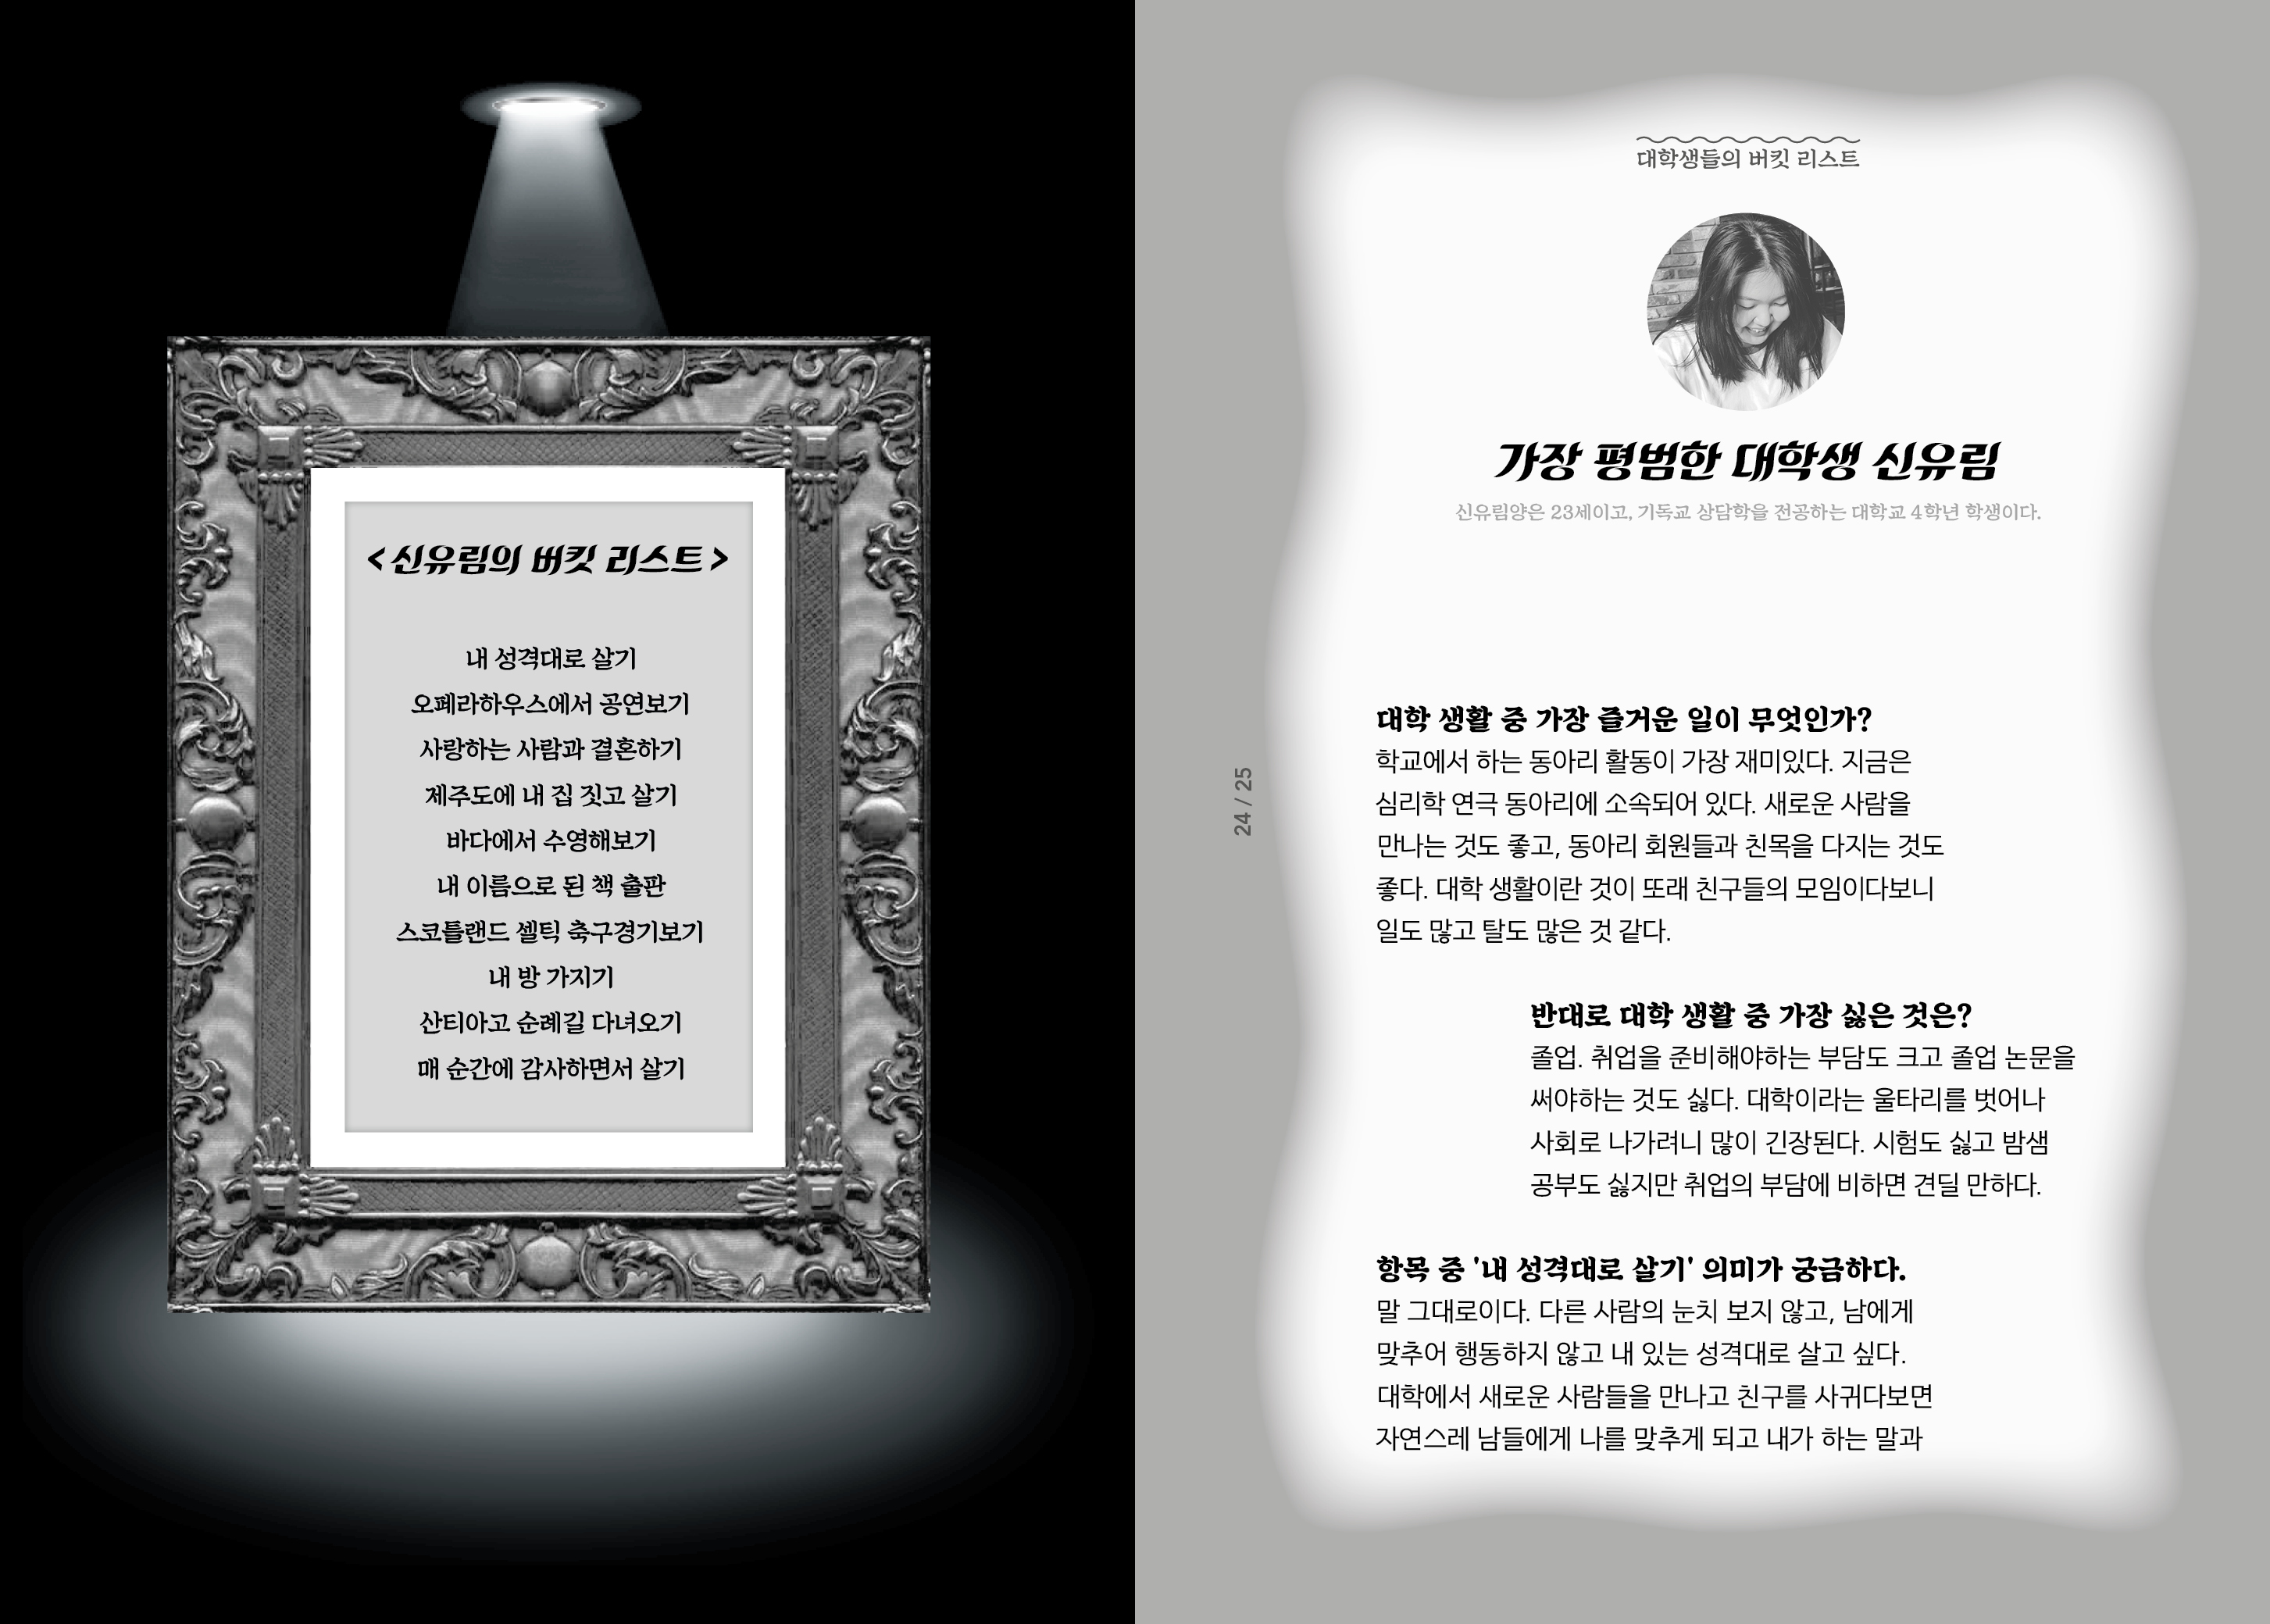 <신유림의 버킷 리스트>
내 성격대로 살기
오페라하우스에서 공연보기
사랑하는 사람과 결혼하기
제주도에 내 집 짓고 살기
바다에서 수영해보기
내 이름으로 된 책 출판
스코틀랜드 셀틱 축구경기보기
내 방 가지기
산티아고 순례길 다녀오기
매 순간에 감사하면서 살기
24 / 25
대학생들의 버킷 리스트
가장 평범한 대학생 신유림
신유림양은 23세이고, 기독교 상담학을 전공하는 대학교 4학년 학생이다.
대학 생활 중 가장 즐거운 일이 무엇인가?
학교에서 하는 동아리 활동이 가장 재미있다. 지금은
심리학 연극 동아리에 소속되어 있다. 새로운 사람을
만나는 것도 좋고, 동아리 회원들과 친목을 다지는 것도
좋다. 대학 생활이란 것이 또래 친구들의 모임이다보니
일도 많고 탈도 많은 것 같다.
반대로 대학 생활 중 가장 싫은 것은?
졸업. 취업을 준비해야하는 부담도 크고 졸업 논문을
써야하는 것도 싫다. 대학이라는 울타리를 벗어나
사회로 나가려니 많이 긴장된다. 시험도 싫고 밤샘
공부도 싫지만 취업의 부담에 비하면 견딜 만하다.
항목 중 '내 성격대로 살기' 의미가 궁금하다.
말 그대로이다. 다른 사람의 눈치 보지 않고, 남에게
맞추어 행동하지 않고 내 있는 성격대로 살고 싶다.
대학에서 새로운 사람들을 만나고 친구를 사귀다보면
자연스레 남들에게 나를 맞추게 되고 내가 하는 말과